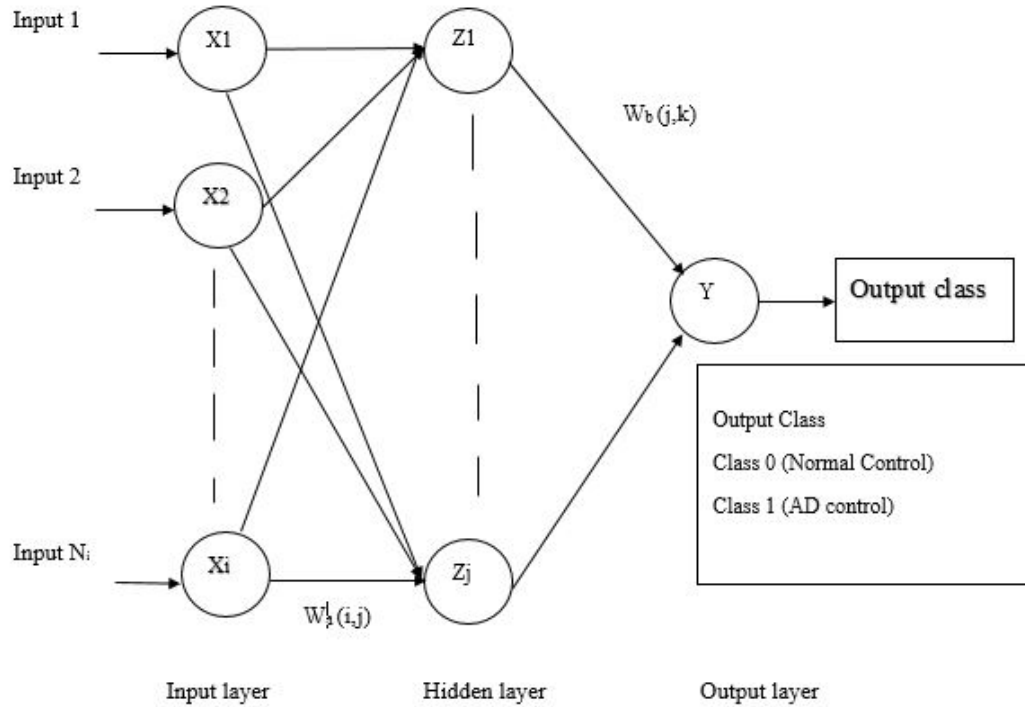 Input 1
X1
Z1
W_b (j,k)
Input 2
X2
Y
Output class
Output Class
Class 0 (Normal Control)
Class 1 (AD control)
Input Nᵢ
Xi
Zj
(i,j)
Input layer
Hidden layer
Output layer